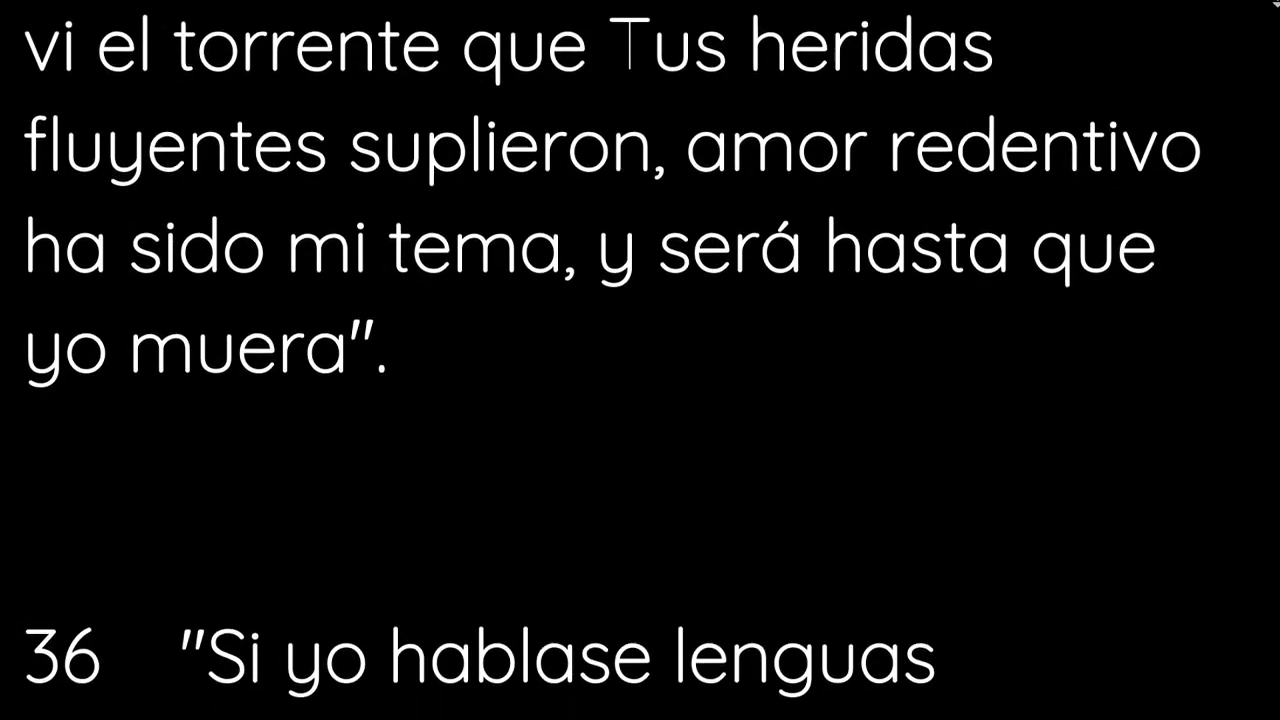 vi el torrente que Tus heridas
fluyentes suplieron, amor redentivo
ha sido mi tema, y será hasta que
yo muera".
36 "Si yo hablase lenguas